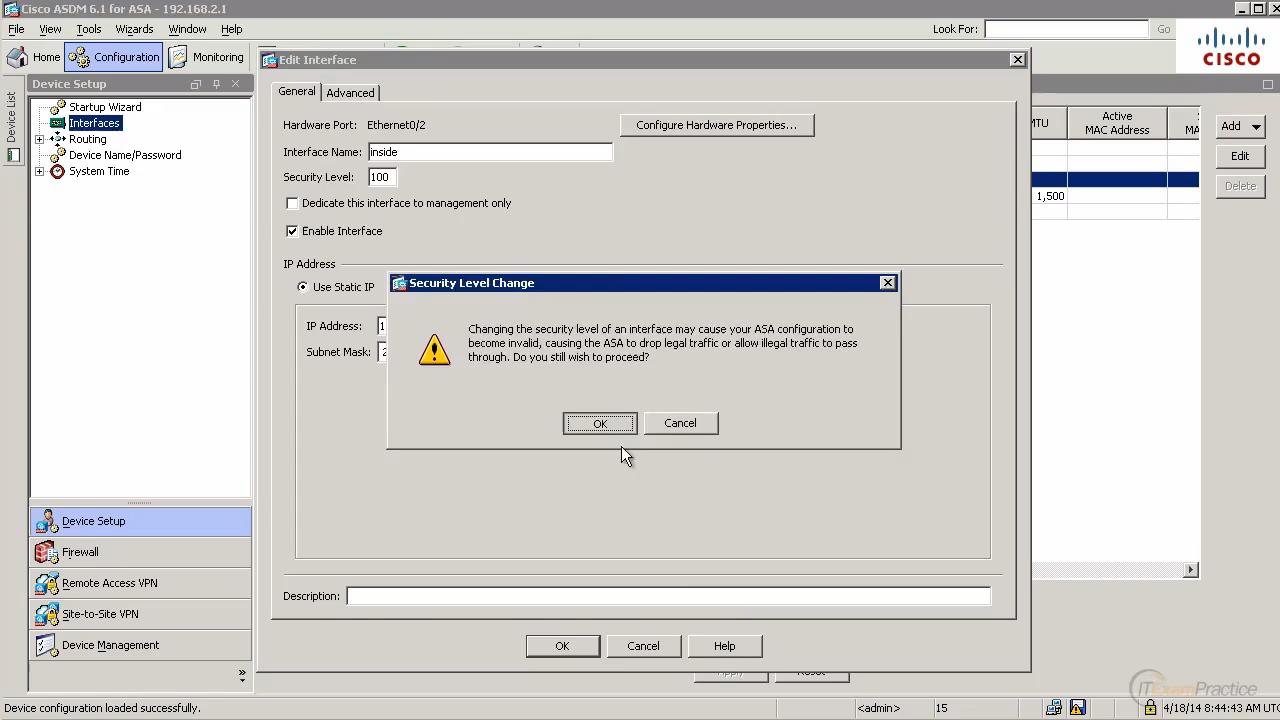 Cisco ASDM 6.1 for ASA - 192.168.2.1
File View Tools Wizards Window Help
Look For:
Go
Home Configuration Monitoring
CISCO
Device List
Device Setup
Startup Wizard
Interfaces
Routing
Device Name/Password
System Time
Edit Interface
General Advanced
Hardware Port: Ethernet0/2
Configure Hardware Properties...
Interface Name: inside
Security Level: 100
Dedicate this interface to management only
Enable Interface
IP Address
Use Static IP
IP Address: 1
Subnet Mask: 2
Security Level Change
Changing the security level of an interface may cause your ASA configuration to
become invalid, causing the ASA to drop legal traffic or allow illegal traffic to pass
through. Do you still wish to proceed?
OK Cancel
Description:
OK Cancel Help
Active
MAC Address
1,500
Add
Edit
Delete
Device Setup
Firewall
Remote Access VPN
Site-to-Site VPN
Device Management
Apply Reset
ITExamPractice
Device configuration loaded successfully.
<admin> 15
4/18/14 8:44:43 AM UTC